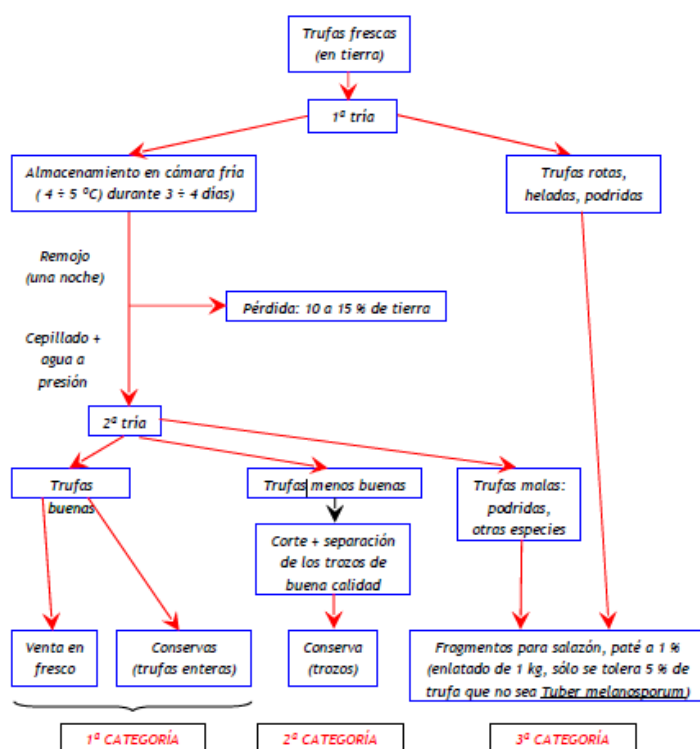 Trufas frescas
(en tierra)
1ª tría
Almacenamiento en cámara fría
( 4 ÷ 5 ºC) durante 3 ÷ 4 días)
Trufas rotas,
heladas, podridas
Remojo
(una noche)
Pérdida: 10 a 15 % de tierra
Cepillado +
agua a
presión
2ª tría
Trufas
buenas
Trufas menos buenas
Trufas malas:
podridas,
otras especies
Corte + separación
de los trozos de
buena calidad
Venta en
fresco
Conservas
(trufas enteras)
Conserva
(trozos)
Fragmentos para salazón, paté a 1 %
(enlatado de 1 kg, sólo se tolera 5 % de
trufa que no sea Tuber melanosporum)
1ª CATEGORÍA
2ª CATEGORÍA
3ª CATEGORÍA